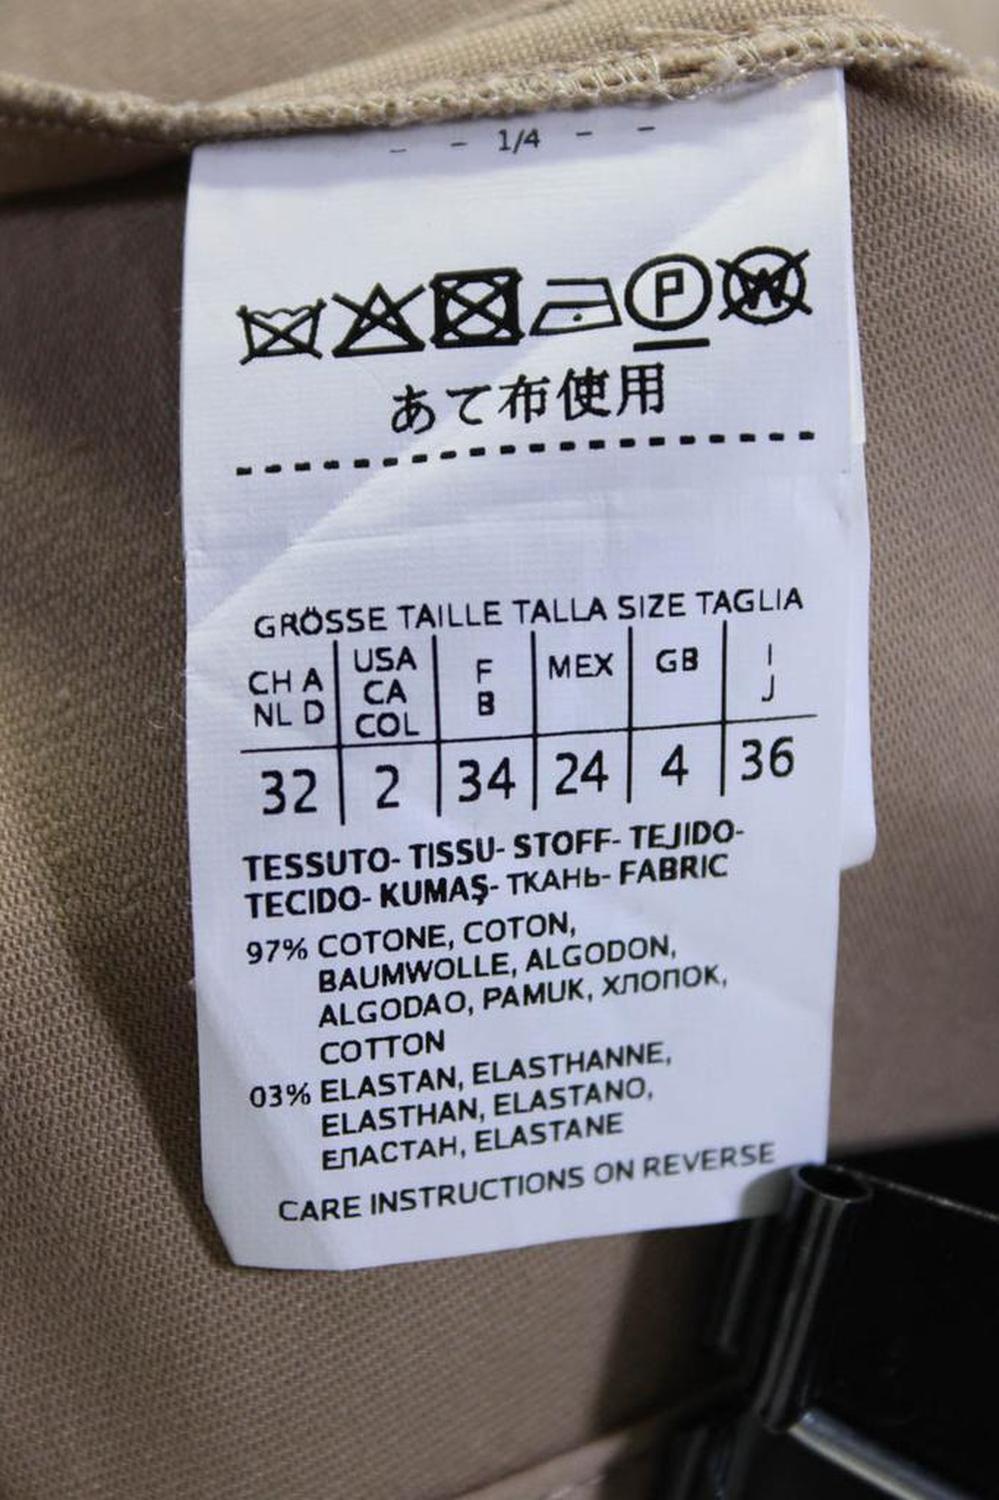 - - 1/4 - -
P W
あて布使用
GRÖSSE TAILLE TALLA SIZE TAGLIA
CH A NL D USA CA COL F B MEX GB I J
32 2 34 24 4 36
TESSUTO- TISSU- STOFF- TEJIDO-
TECIDO- KUMAŞ- ТКАНЬ- FABRIC
97% COTONE, COTON,
BAUMWOLLE, ALGODON,
ALGODAO, PAMUK, ХЛОПОК,
COTTON
03% ELASTAN, ELASTHANNE,
ELASTHAN, ELASTANO,
ЕПАСТАН, ELASTANE
CARE INSTRUCTIONS ON REVERSE